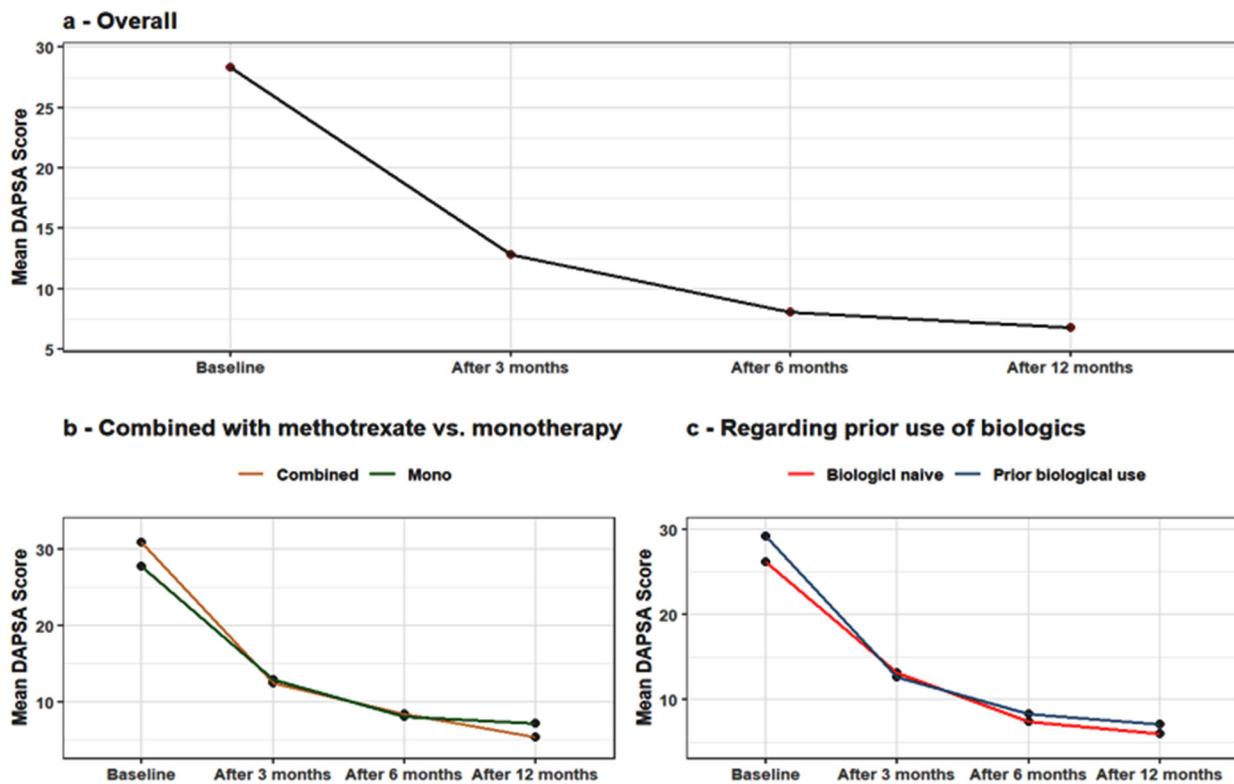 a - Overall
Mean DAPSA Score
30
25
20
15
10
5
Baseline After 3 months After 6 months After 12 months
b - Combined with methotrexate vs. monotherapy
Combined Mono
Mean DAPSA Score
30
20
10
Baseline After 3 months After 6 months After 12 months
c - Regarding prior use of biologics
Biologicl naive Prior biological use
Mean DAPSA Score
30
20
10
Baseline After 3 months After 6 months After 12 months